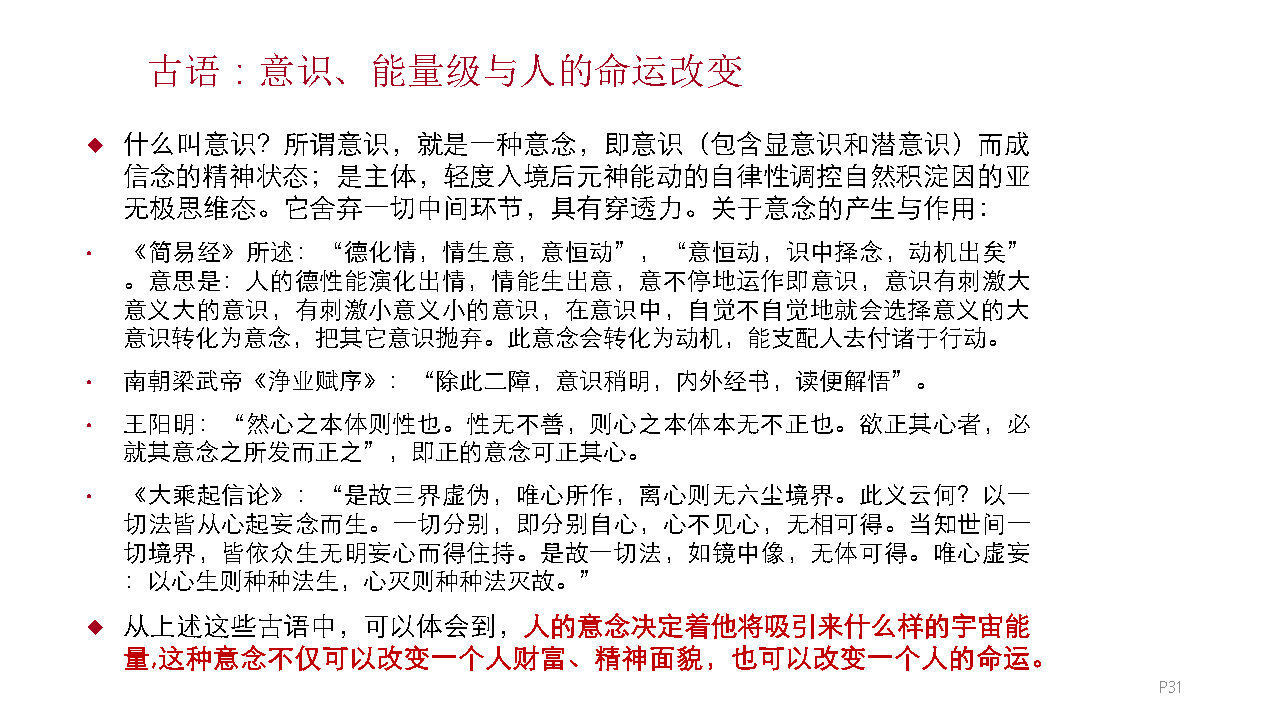 古语：意识、能量级与人的命运改变
◆ 什么叫意识？所谓意识，就是一种意念，即意识（包含显意识和潜意识）而成
信念的精神状态；是主体，轻度入境后元神能动的自律性调控自然积淀因的亚
无极思维态。它舍弃一切中间环节，具有穿透力。关于意念的产生与作用：
• 《简易经》所述：“德化情，情生意，意恒动”，“意恒动，识中择念，动机出矣”
。意思是：人的德性能演化出情，情能生出意，意不停地运作即意识，意识有刺激大
意义大的意识，有刺激小意义小的意识，在意识中，自觉不自觉地就会选择意义的大
意识转化为意念，把其它意识抛弃。此意念会转化为动机，能支配人去付诸于行动。
• 南朝梁武帝《净业赋序》：“除此二障，意识稍明，内外经书，读便解悟”。
• 王阳明：“然心之本体则性也。性无不善，则心之本体本无不正也。欲正其心者，必
就其意念之所发而正之”，即正的意念可正其心。
• 《大乘起信论》：“是故三界虚伪，唯心所作，离心则无六尘境界。此义云何？以一
切法皆从心起妄念而生。一切分别，即分别自心，心不见心，无相可得。当知世间一
切境界，皆依众生无明妄心而得住持。是故一切法，如镜中像，无体可得。唯心虚妄
：以心生则种种法生，心灭则种种法灭故。”
◆ 从上述这些古语中，可以体会到，人的意念决定着他将吸引来什么样的宇宙能
量,这种意念不仅可以改变一个人财富、精神面貌，也可以改变一个人的命运。
P31